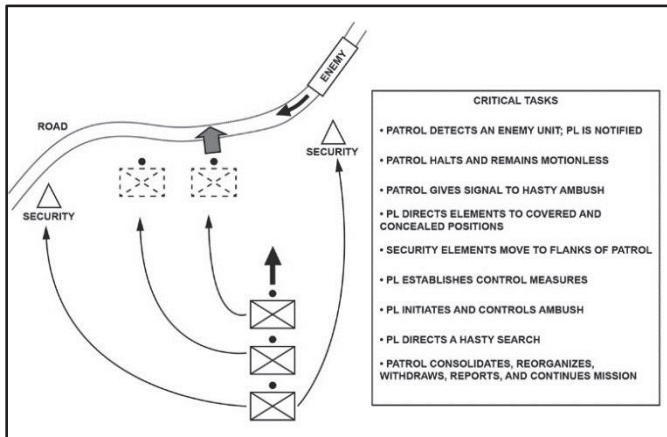 ENEMY
ROAD
SECURITY
SECURITY
CRITICAL TASKS
• PATROL DETECTS AN ENEMY UNIT; PL IS NOTIFIED
• PATROL HALTS AND REMAINS MOTIONLESS
• PATROL GIVES SIGNAL TO HASTY AMBUSH
• PL DIRECTS ELEMENTS TO COVERED AND
CONCEALED POSITIONS
• SECURITY ELEMENTS MOVE TO FLANKS OF PATROL
• PL ESTABLISHES CONTROL MEASURES
• PL INITIATES AND CONTROLS AMBUSH
• PL DIRECTS A HASTY SEARCH
• PATROL CONSOLIDATES, REORGANIZES,
WITHDRAWS, REPORTS, AND CONTINUES MISSION